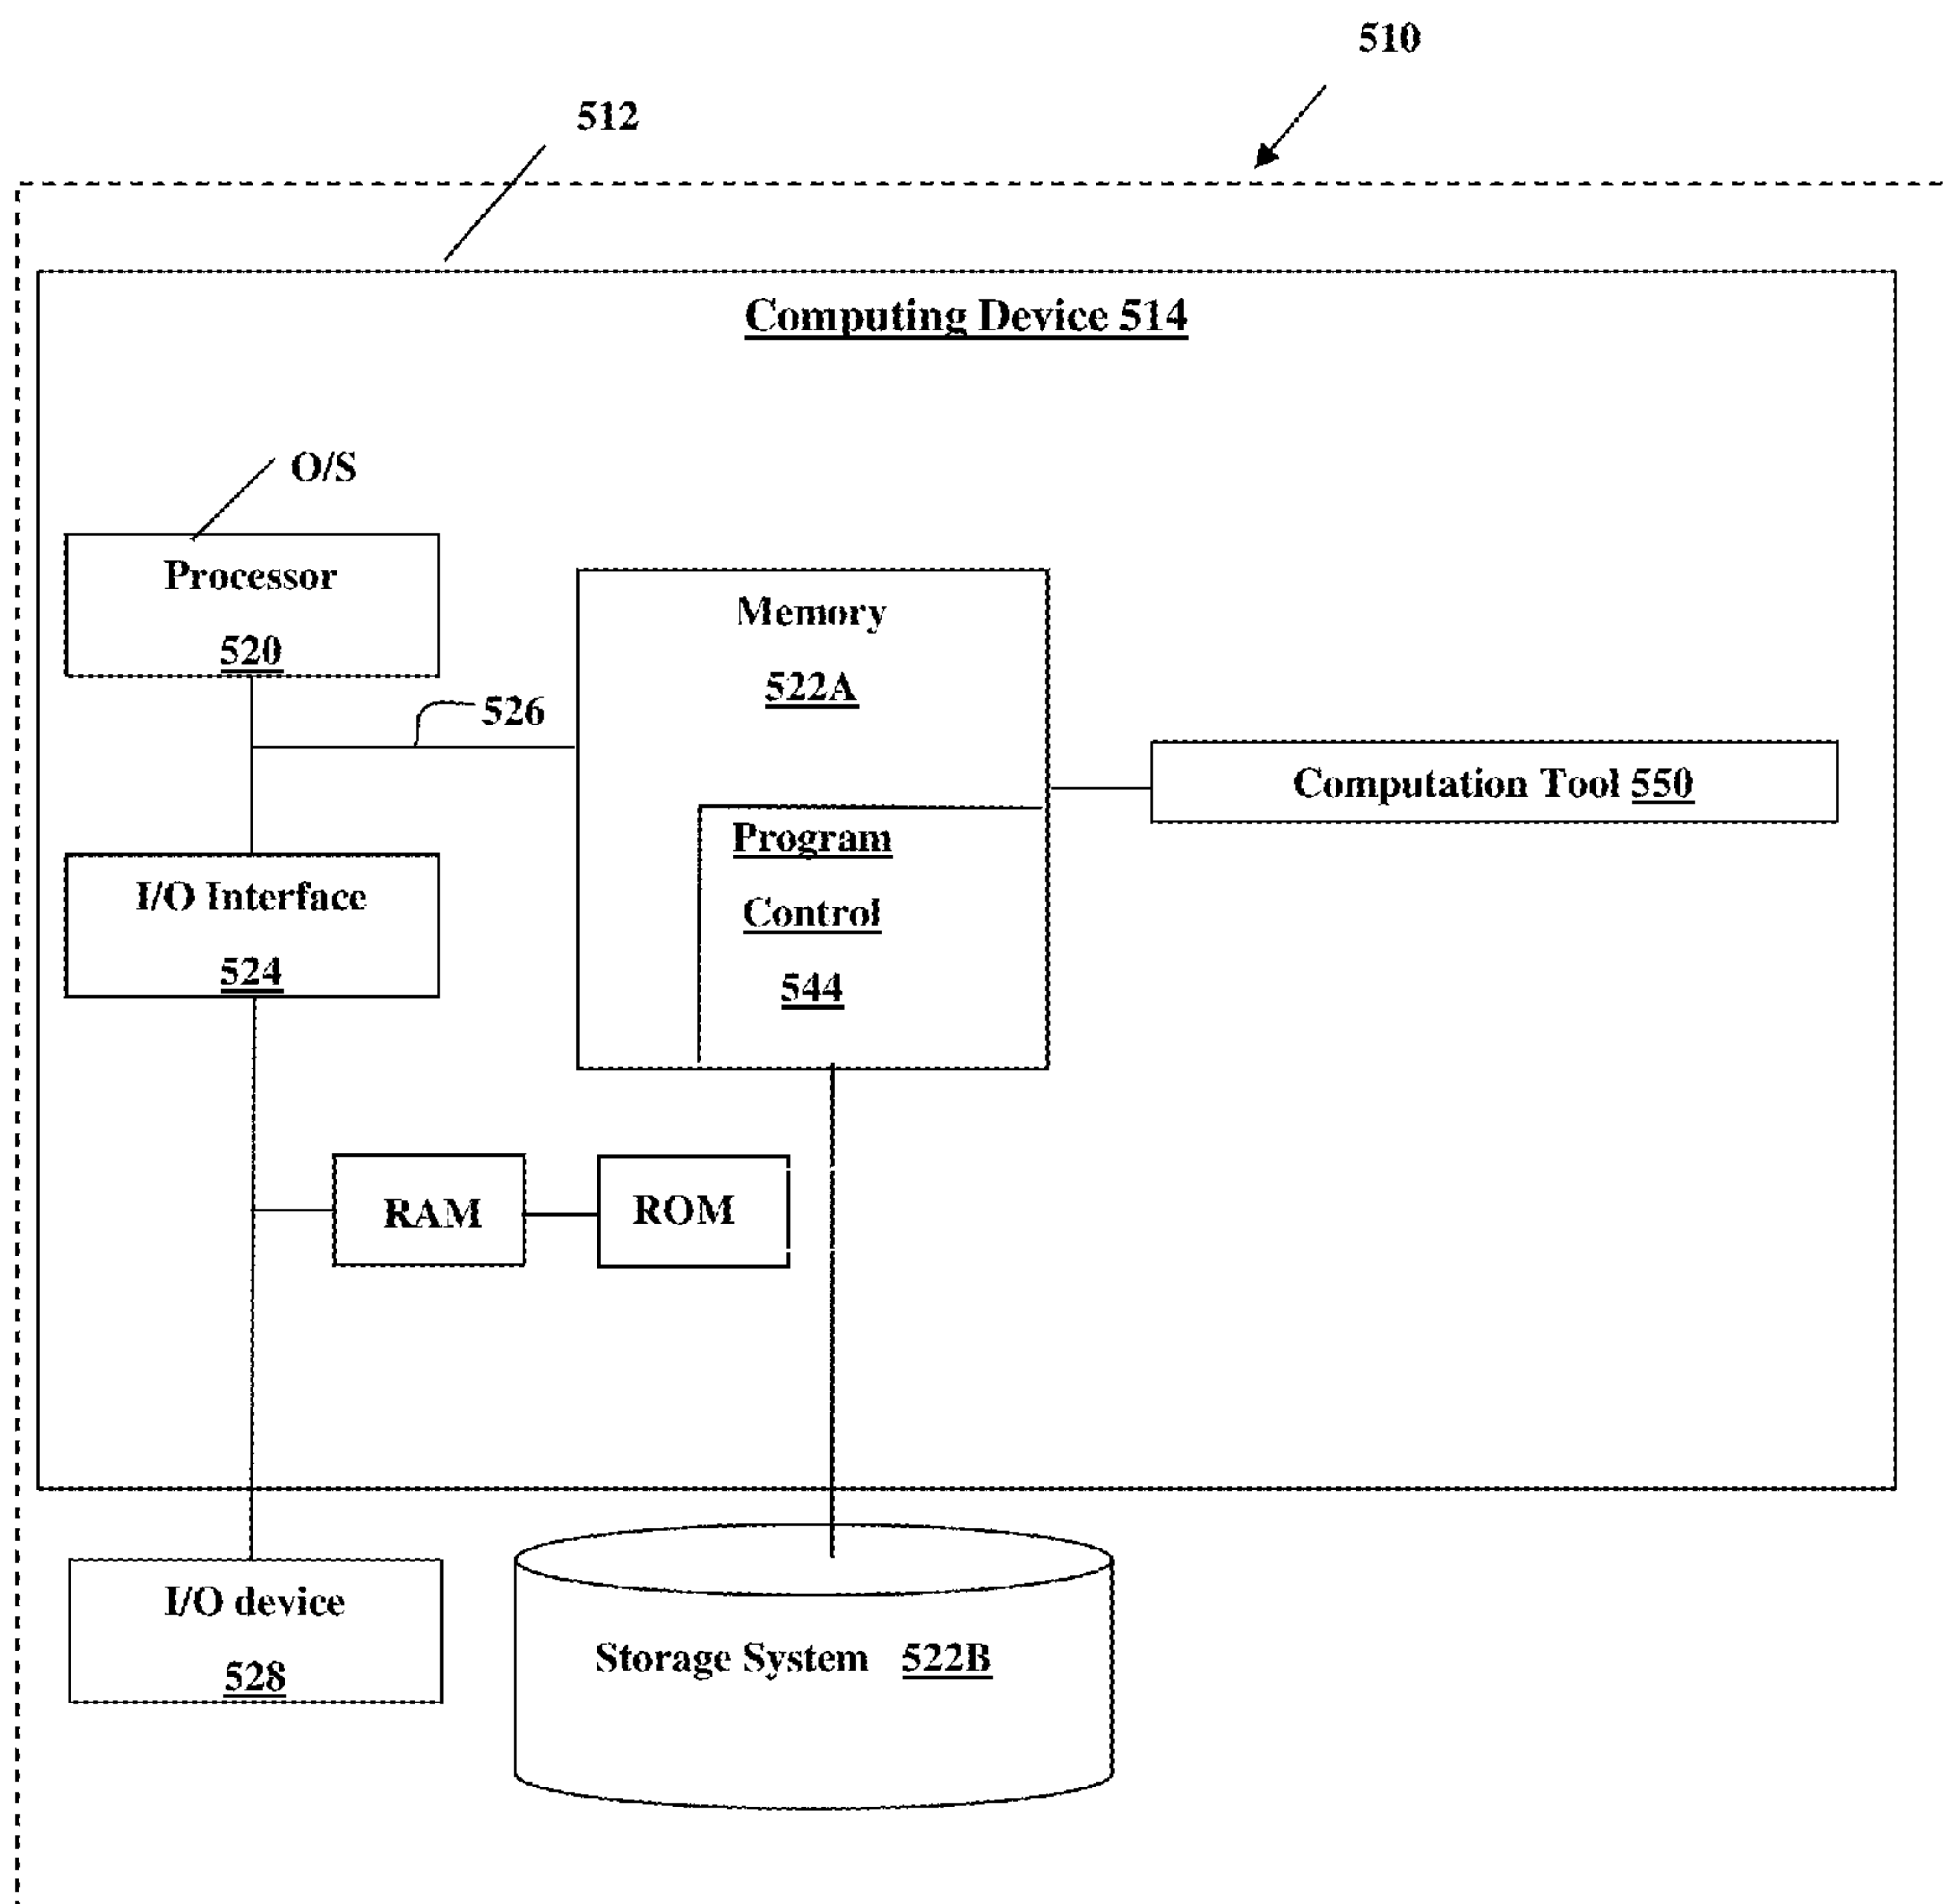 510
512
Computing Device 514
O/S
Processor
520
Memory
522A
526
Computation Tool 550
Program
Control
544
I/O Interface
524
RAM
ROM
I/O device
528
Storage System 522B